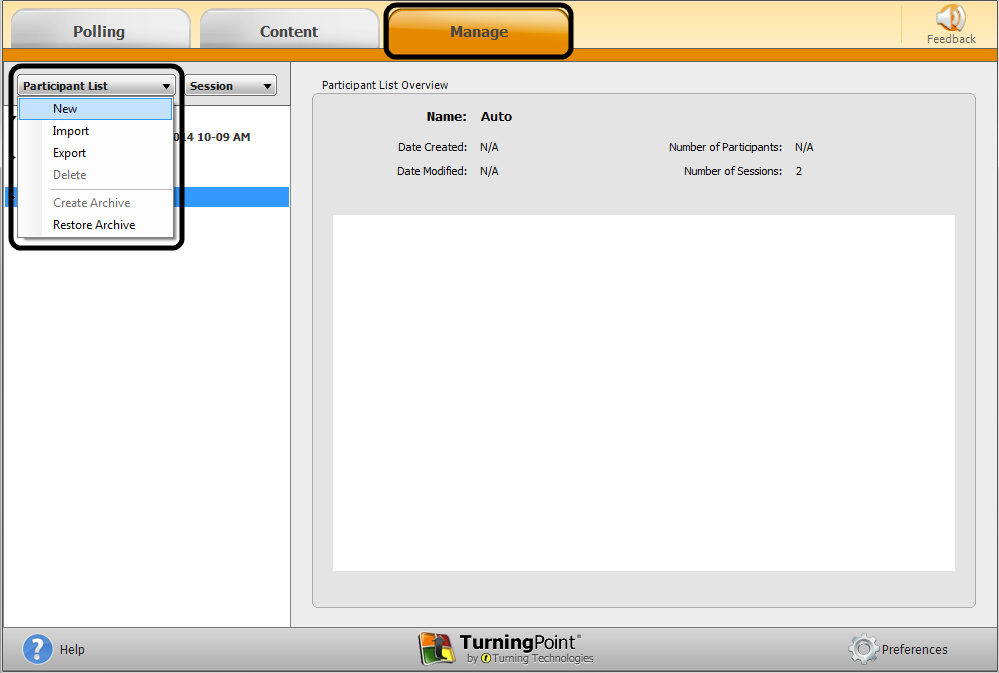 Polling
Content
Manage
Feedback
Participant List
Session
New
Import
Export
Delete
Create Archive
Restore Archive
14 10-09 AM
Participant List Overview
Name: Auto
Date Created: N/A
Number of Participants: N/A
Date Modified: N/A
Number of Sessions: 2
Help
TurningPoint®
by Turning Technologies
Preferences